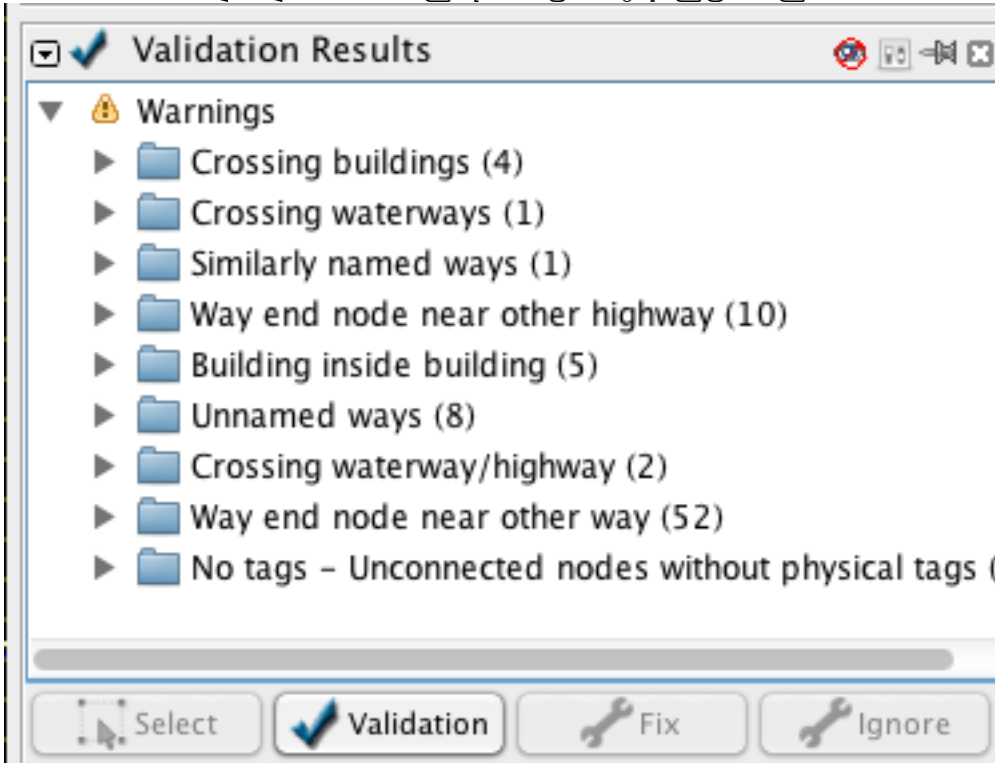 Validation Results
Warnings
Crossing buildings (4)
Crossing waterways (1)
Similarly named ways (1)
Way end node near other highway (10)
Building inside building (5)
Unnamed ways (8)
Crossing waterway/highway (2)
Way end node near other way (52)
No tags – Unconnected nodes without physical tags (
Select Validation Fix Ignore